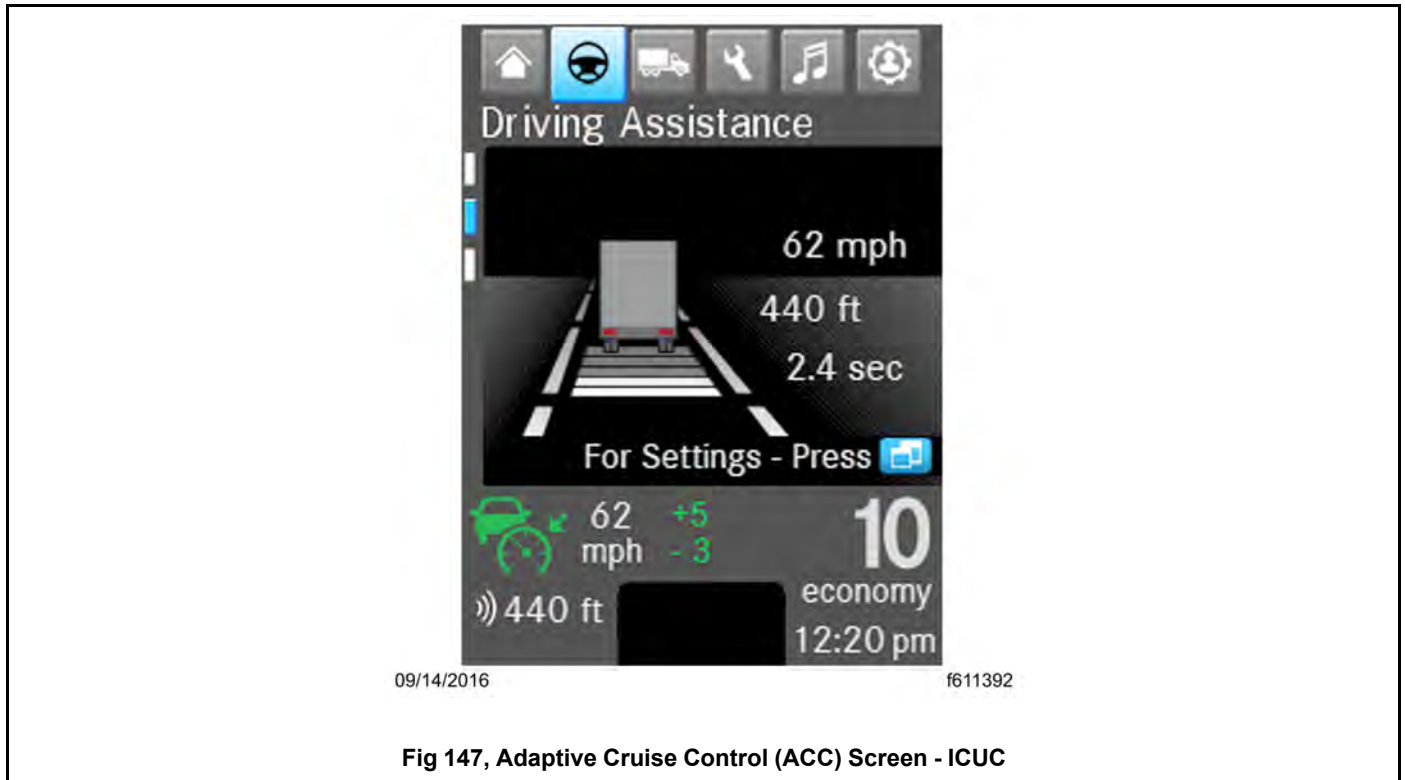 Driving Assistance
62 mph
440 ft
2.4 sec
For Settings - Press
62 +5
mph - 3
10
economy
440 ft
12:20 pm
09/14/2016 f611392
Fig 147, Adaptive Cruise Control (ACC) Screen - ICUC